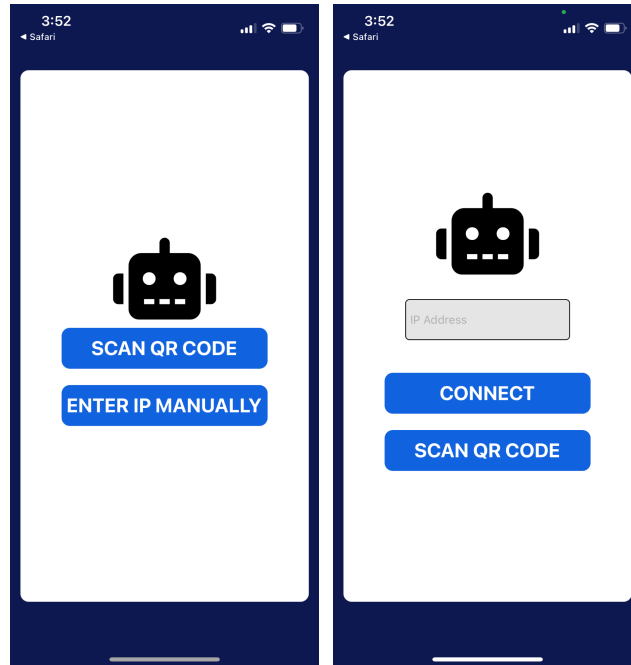 3:52
◀ Safari
SCAN QR CODE
ENTER IP MANUALLY
3:52
◀ Safari
IP Address
CONNECT
SCAN QR CODE